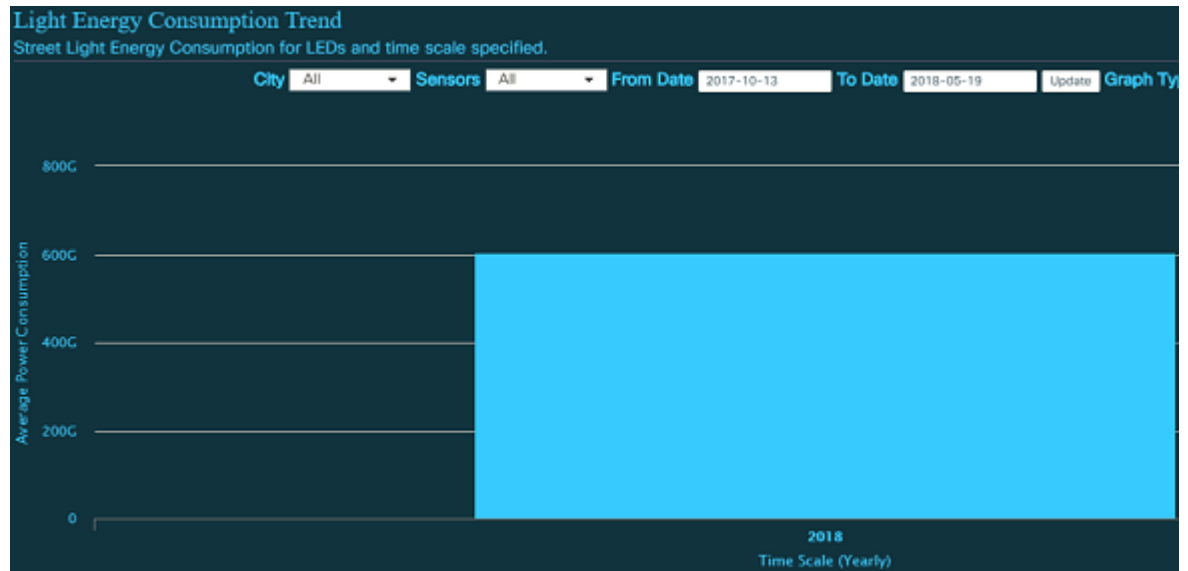 Light Energy Consumption Trend
Street Light Energy Consumption for LEDs and time scale specified.
City All Sensors All From Date 2017-10-13 To Date 2018-05-19 Update Graph Typ
800G
600G
400G
200G
0
Average Power Consumption
2018
Time Scale (Yearly)